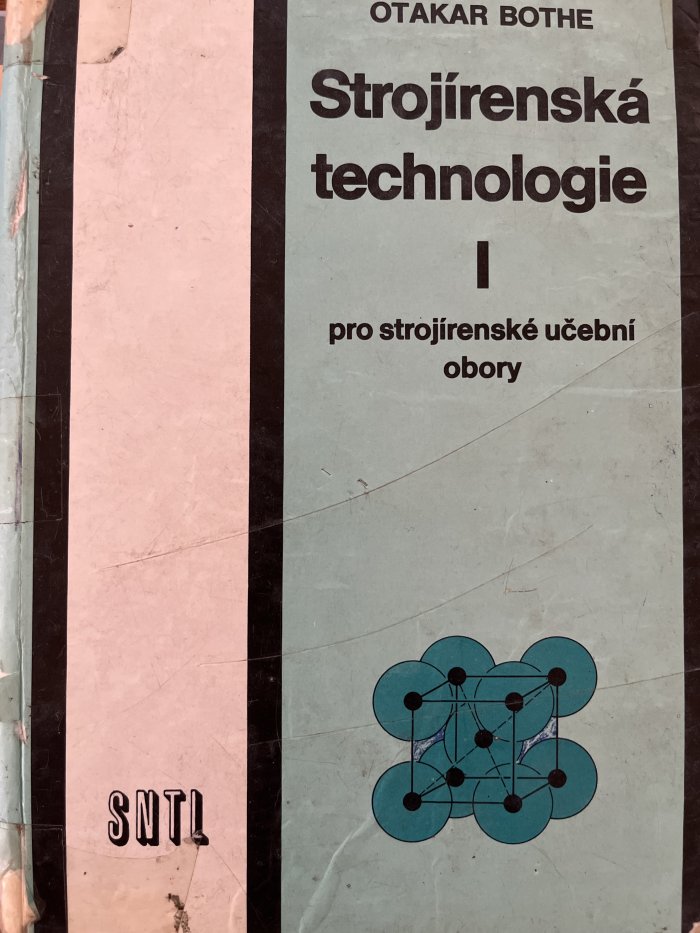 OTAKAR BOTHE
Strojírenská
technologie
I
pro strojírenské učební
obory
SNTL